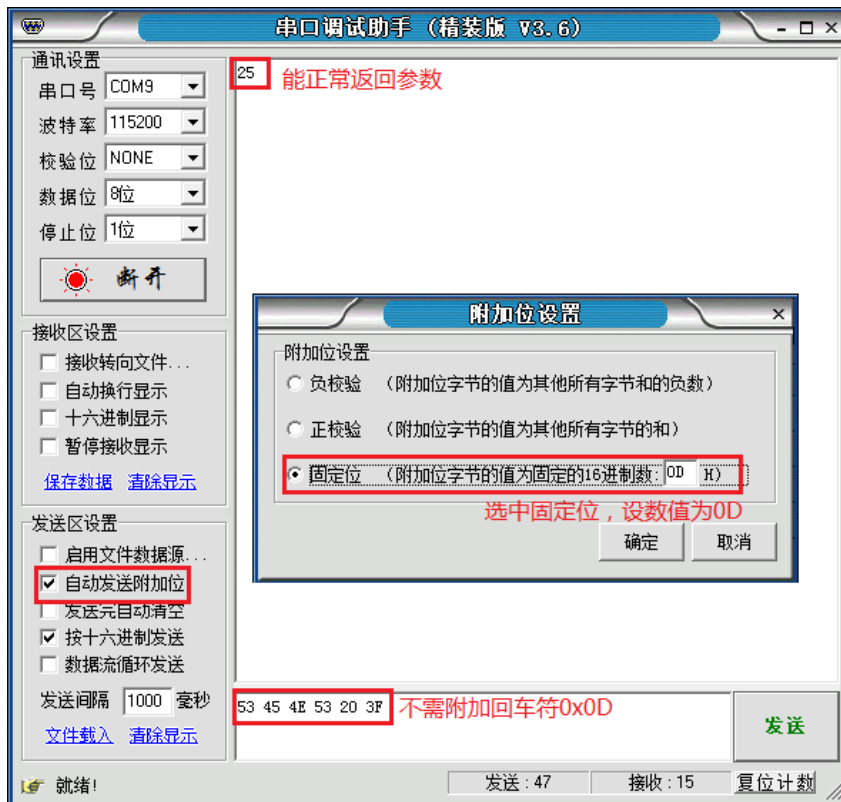 串口调试助手 (精装版 V3.6)
通讯设置
串口号 COM9
波特率 115200
校验位 NONE
数据位 8位
停止位 1位
断开
接收区设置
接收转向文件...
自动换行显示
十六进制显示
暂停接收显示
保存数据 清除显示
发送区设置
启用文件数据源...
自动发送附加位
发送完自动清空
按十六进制发送
数据流循环发送
发送间隔 1000 毫秒
文件载入 清除显示
25 能正常返回参数
附加位设置
附加位设置
负校验 (附加位字节的值为其他所有字节和的负数)
正校验 (附加位字节的值为其他所有字节的和)
固定位 (附加位字节的值为固定的16进制数: 0D H)
选中固定位，设数值为0D
确定 取消
53 45 4E 53 20 3F 不需附加回车符0x0D
发送
就绪! 发送:47 接收:15 复位计数